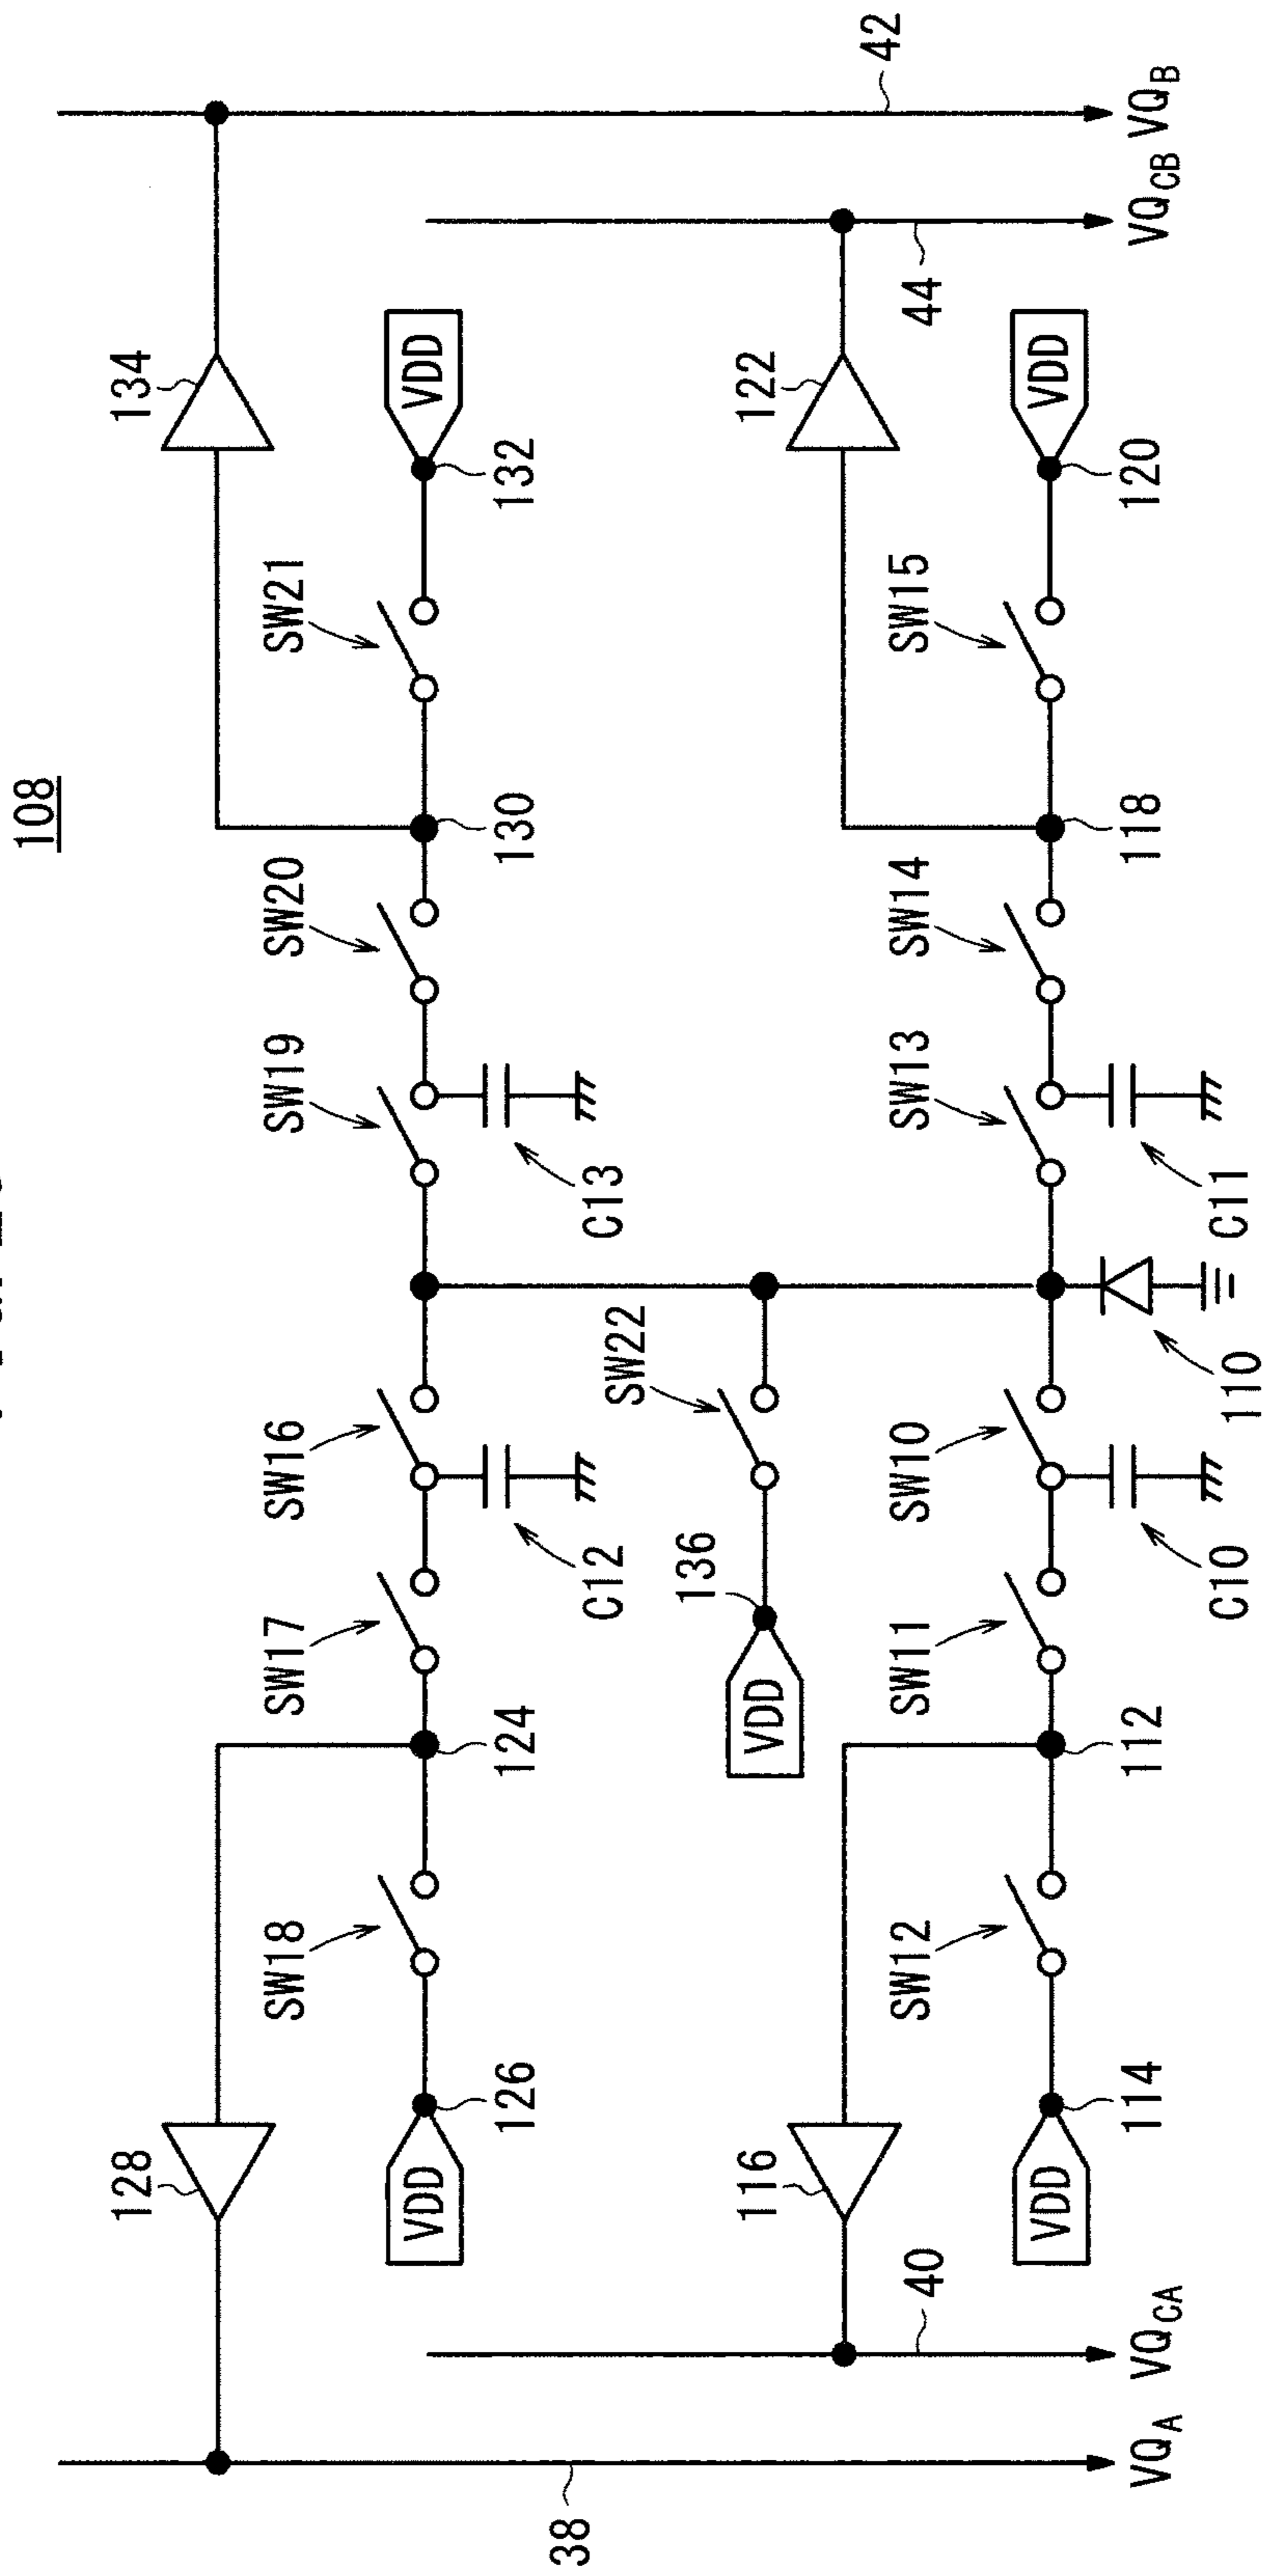 108
134
42
SW21
VDD
132
SW20
130
SW19
C13
128
SW18
VDD
126
SW17
124
SW16
C12
SW22
VDD
136
122
44
SW15
VDD
120
SW14
118
SW13
C11
110
116
40
SW12
VDD
114
SW11
112
SW10
C10
38
VQA
VQCA
VQCB
VQB